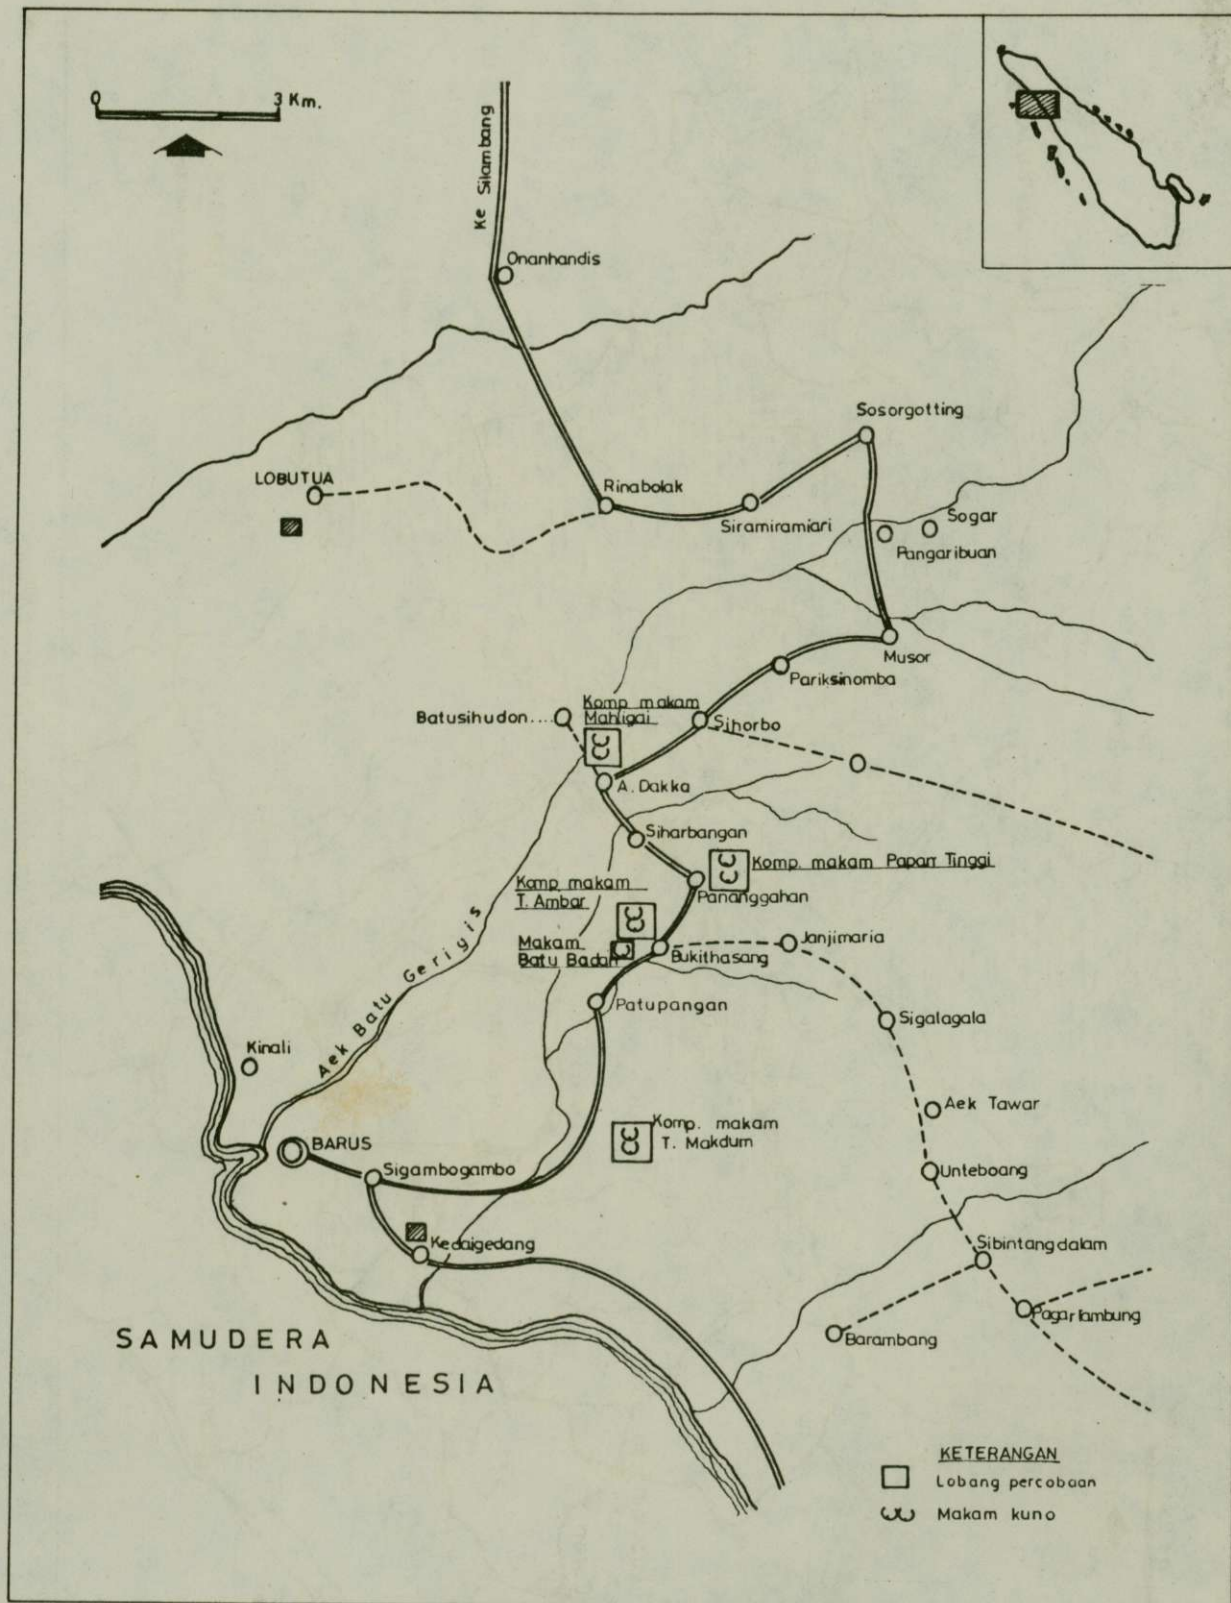 0 3 Km.
Ke Silambang
Onanhandis
Sosorgotting
LOBUTUA
Rinabolak
Siramiramiari
Sogar
Pangaribuan
Musor
Pariksinomba
Komp makam
Mahligai
Batusihudon....
Sihorbo
A. Dakka
Siharbangan
Komp. makam Papan Tinggi
Komp makam
T. Ambar
Pananggahan
Makam
Batu Badan
Bukithasang
Janjimaria
Patupangan
Sigalagala
Aek Batu Gerigis
Kinali
Aek Tawar
Komp. makam
T. Makdum
BARUS
Sigambogambo
Unteboang
Kedaigedang
Sibintangdalam
Pagarlambung
Barambang
SAMUDERA
INDONESIA
KETERANGAN
Lobang percobaan
Makam kuno